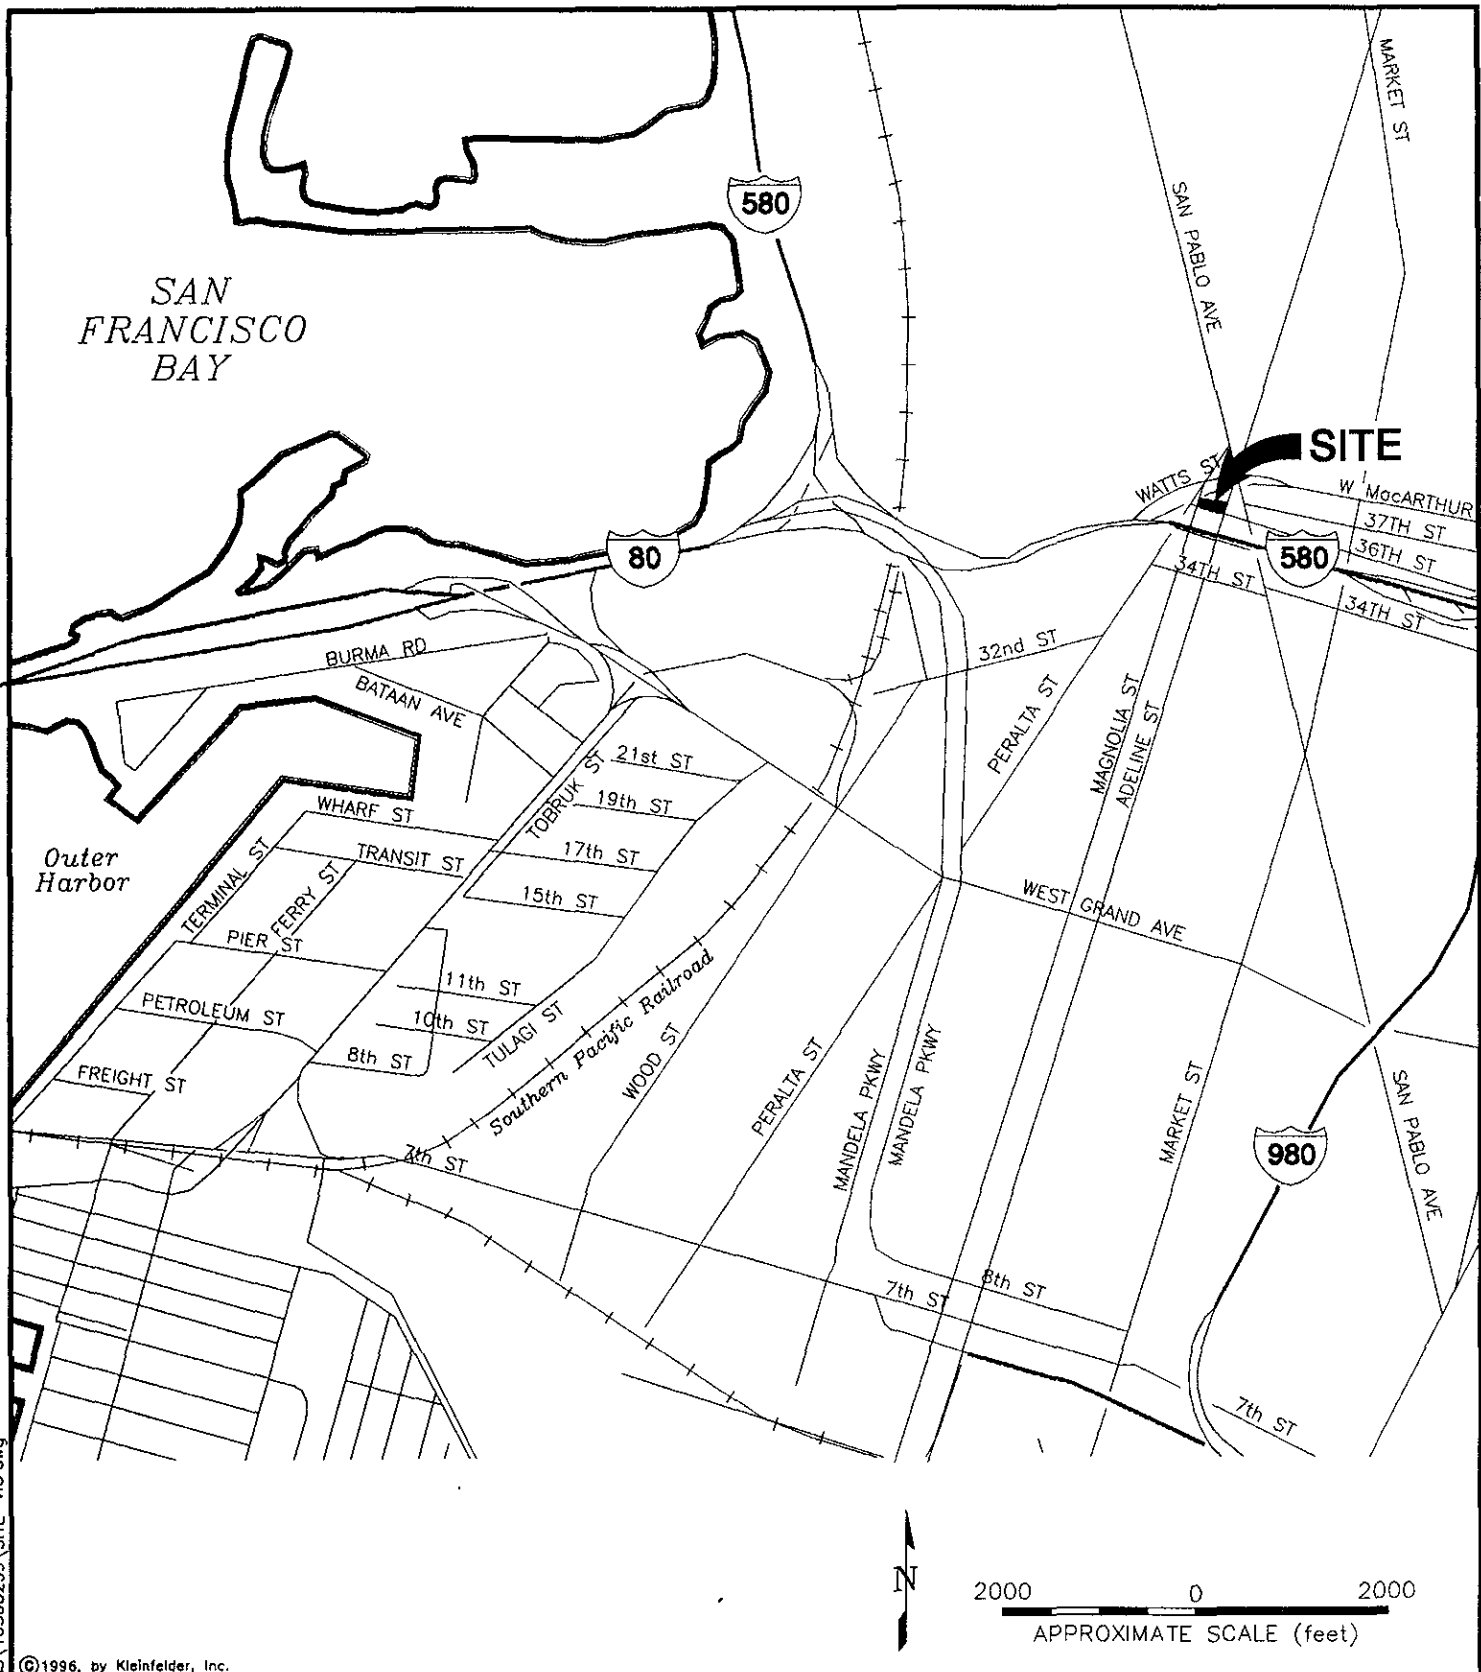 MARKET ST
580
SAN PABLO AVE
SAN
FRANCISCO
BAY
SITE
WATTS ST
W MacARTHUR
37TH ST
36TH ST
580
34TH ST
34TH ST
80
32nd ST
BURMA RD
BATAAN AVE
PERALTA ST
MAGNOLIA ST
ADELINE ST
21st ST
TOBRUK ST
19th ST
WHARF ST
17th ST
TRANSIT ST
Outer
Harbor
TERMINAL ST
FERRY ST
15th ST
WEST GRAND AVE
PIER ST
11th ST
PETROLEUM ST
10th ST
TULAGI ST
Southern Pacific Railroad
WOOD ST
8th ST
FREIGHT ST
PERALTA ST
MANDELA PKWY
MANDELA PKWY
MARKET ST
SAN PABLO AVE
980
7th ST
8th ST
7th ST
7th ST
N
2000 0 2000
APPROXIMATE SCALE (feet)
©1996, by Kleinfelder, Inc.